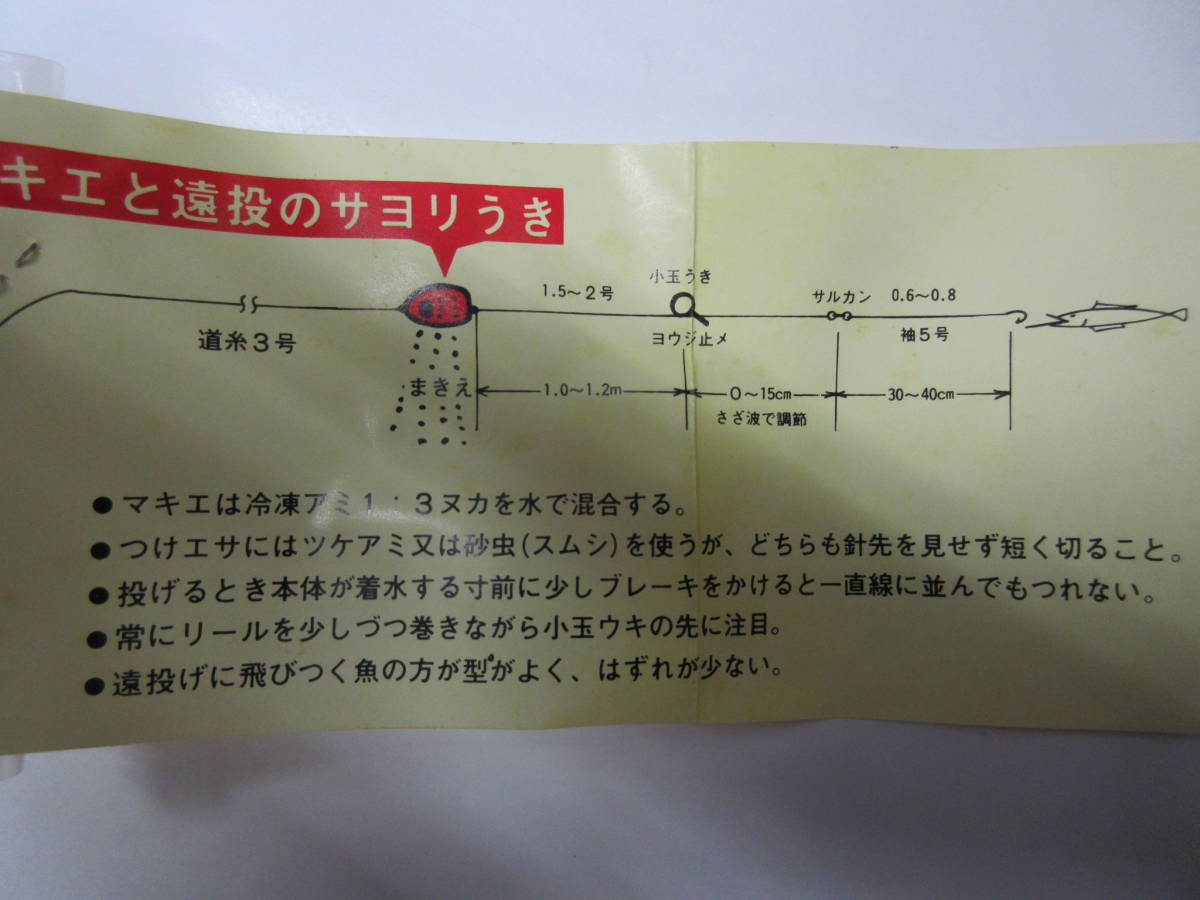 キエと遠投のサヨリうき
小玉うき
1.5〜2号
サルカン
0.6〜0.8
道糸3号
ヨウジ止メ
袖5号
まきえ
1.0〜1.2m
0〜15cm
30〜40cm
さざ波で調節
●マキエは冷凍アミ1:3ヌカを水で混合する。
●つけエサにはツケアミ又は砂虫(スムシ)を使うが、どちらも針先を見せず短く切ること。
●投げるとき本体が着水する寸前に少しブレーキをかけると一直線に並んでもつれない。
●常にリールを少しづつ巻きながら小玉ウキの先に注目。
●遠投げに飛びつく魚の方が型がよく、はずれが少ない。